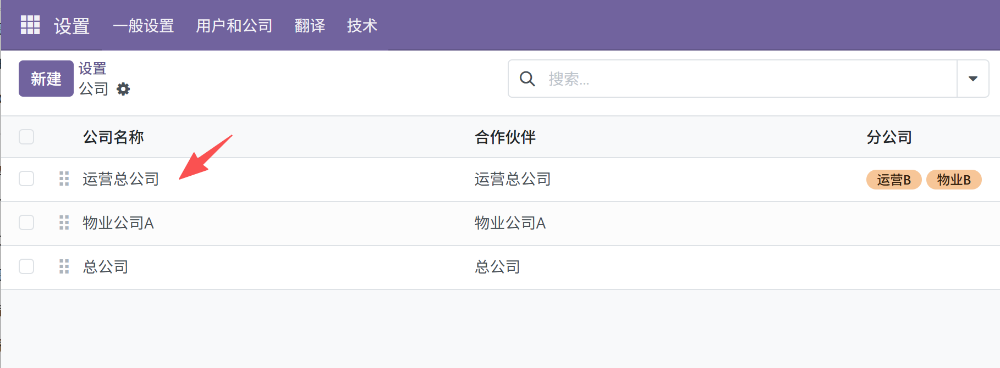 设置 一般设置 用户和公司 翻译 技术
新建 设置
公司
搜索...
公司名称 合作伙伴 分公司
运营总公司 运营总公司 运营B 物业B
物业公司A 物业公司A
总公司 总公司